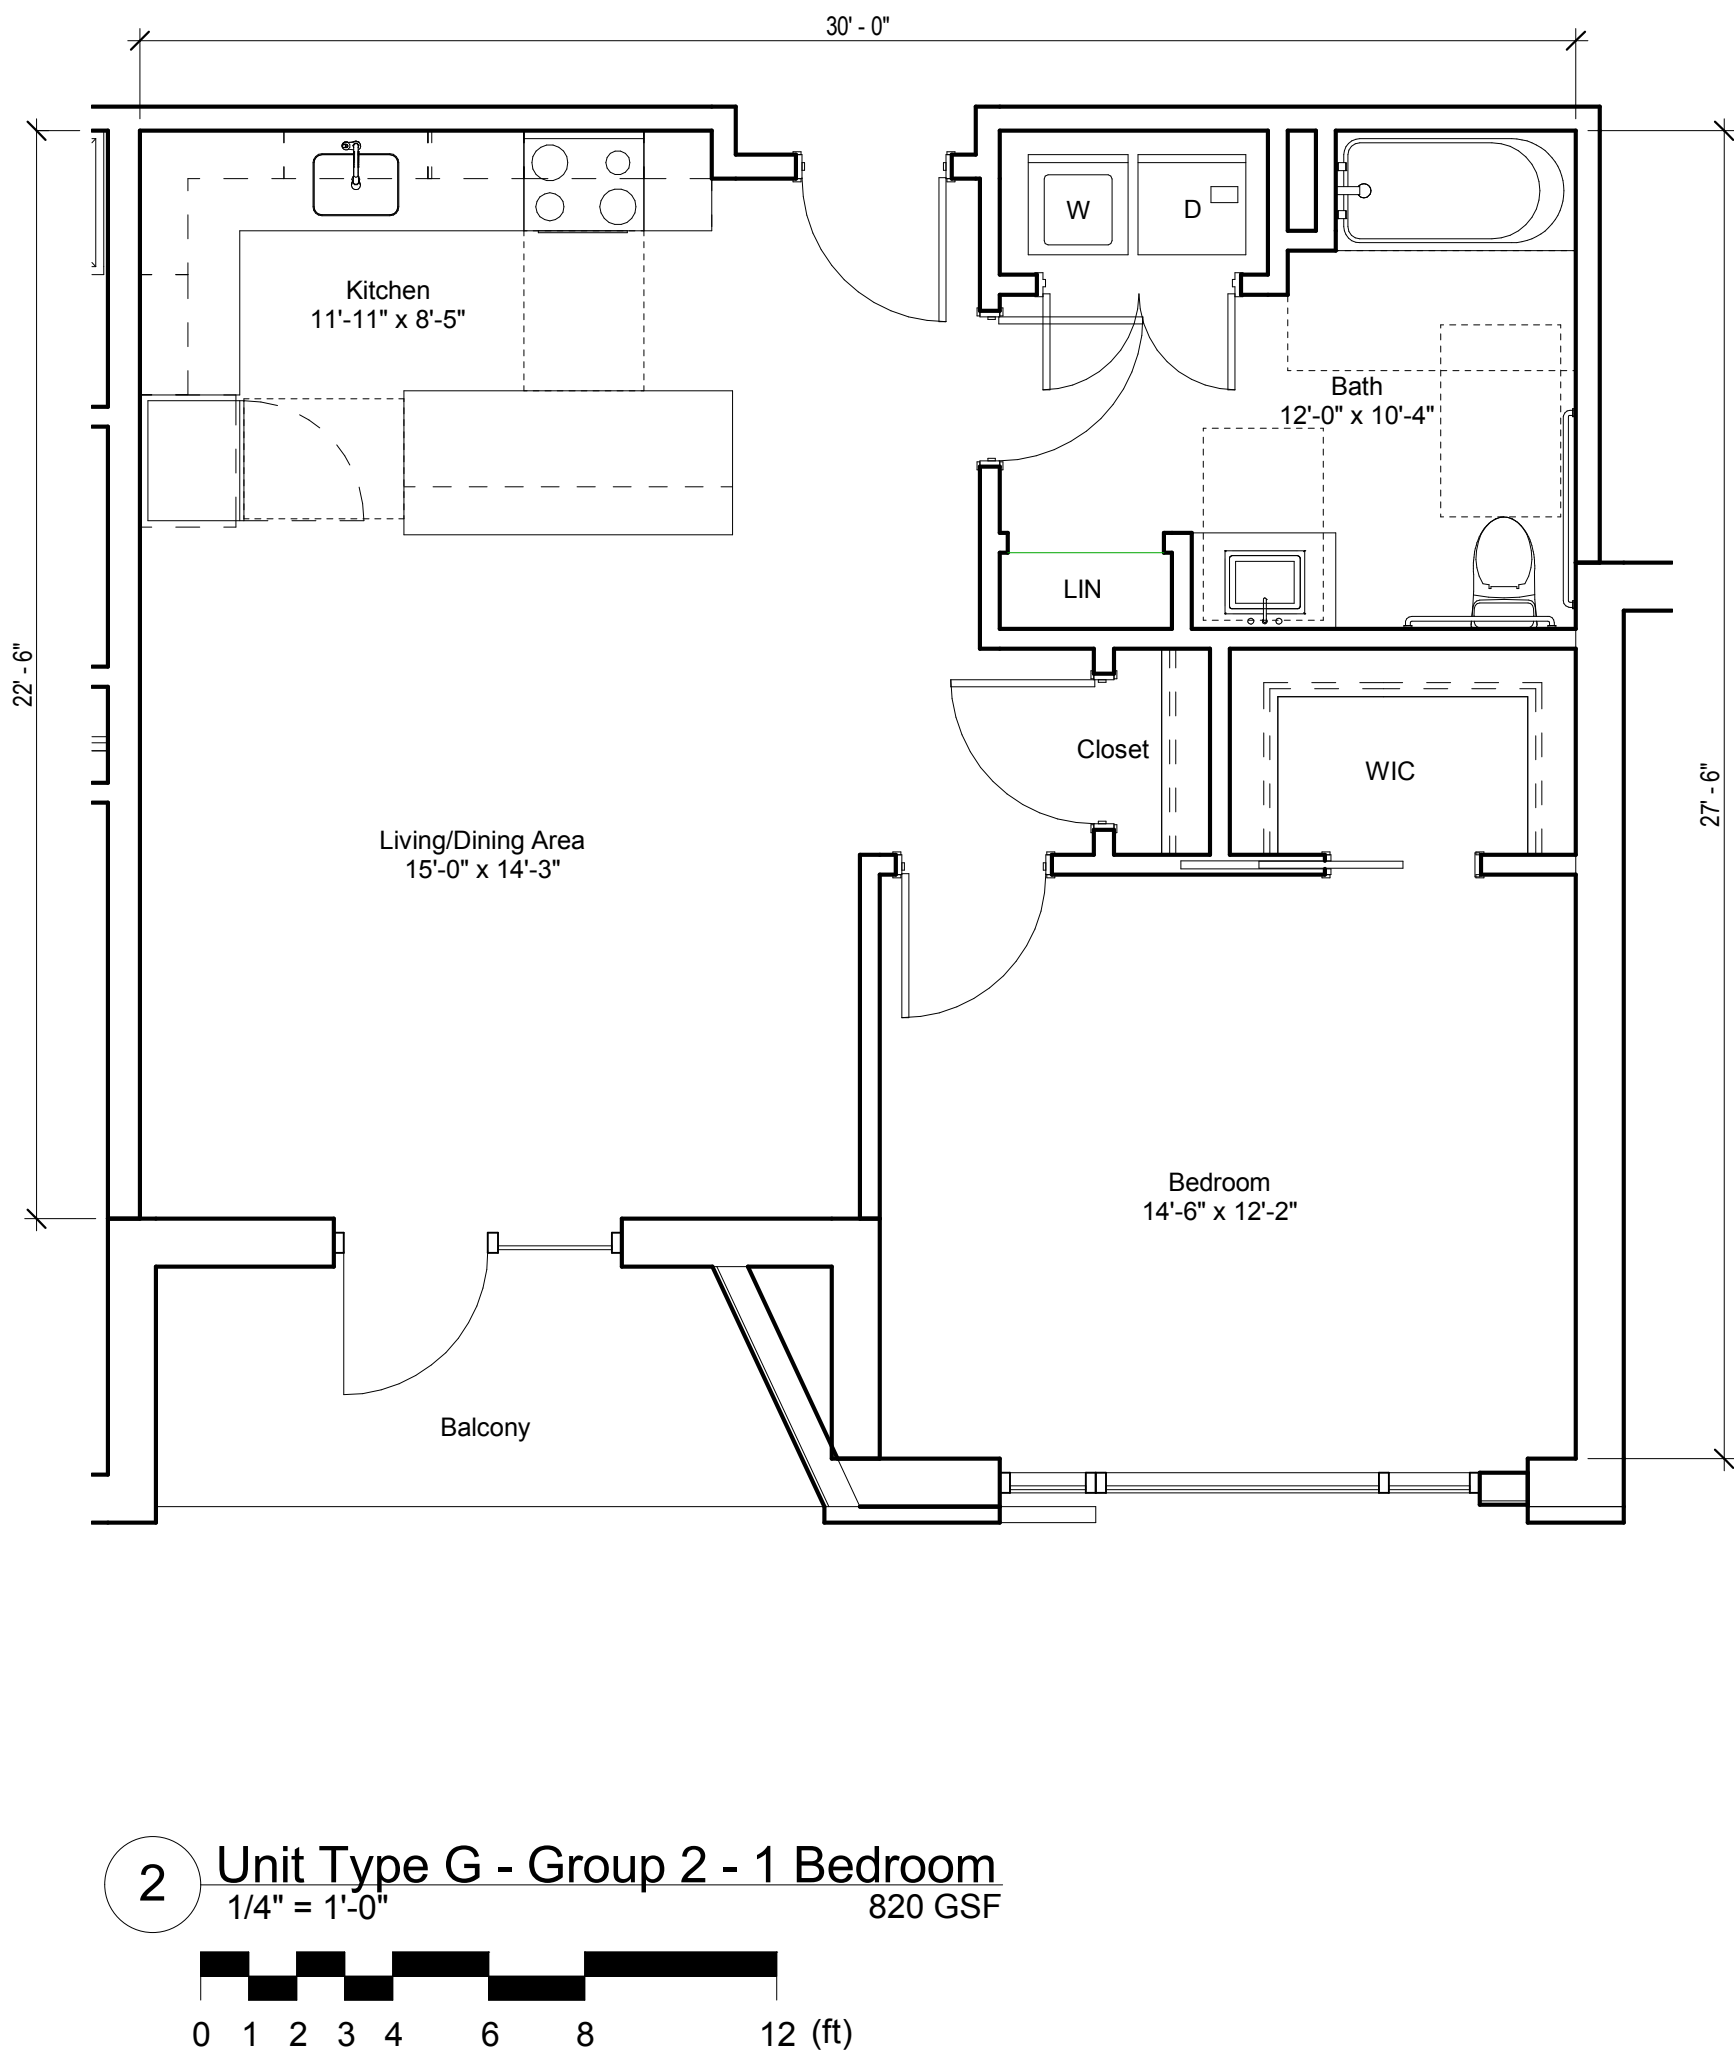 30' - 0"
W
D
Kitchen
11'-11" x 8'-5"
Bath
12'-0" x 10'-4"
LIN
22' - 6"
Closet
WIC
27' - 6"
Living/Dining Area
15'-0" x 14'-3"
Bedroom
14'-6" x 12'-2"
Balcony
2
Unit Type G - Group 2 - 1 Bedroom
1/4" = 1'-0"
820 GSF
0 1 2 3 4 6 8 12 (ft)